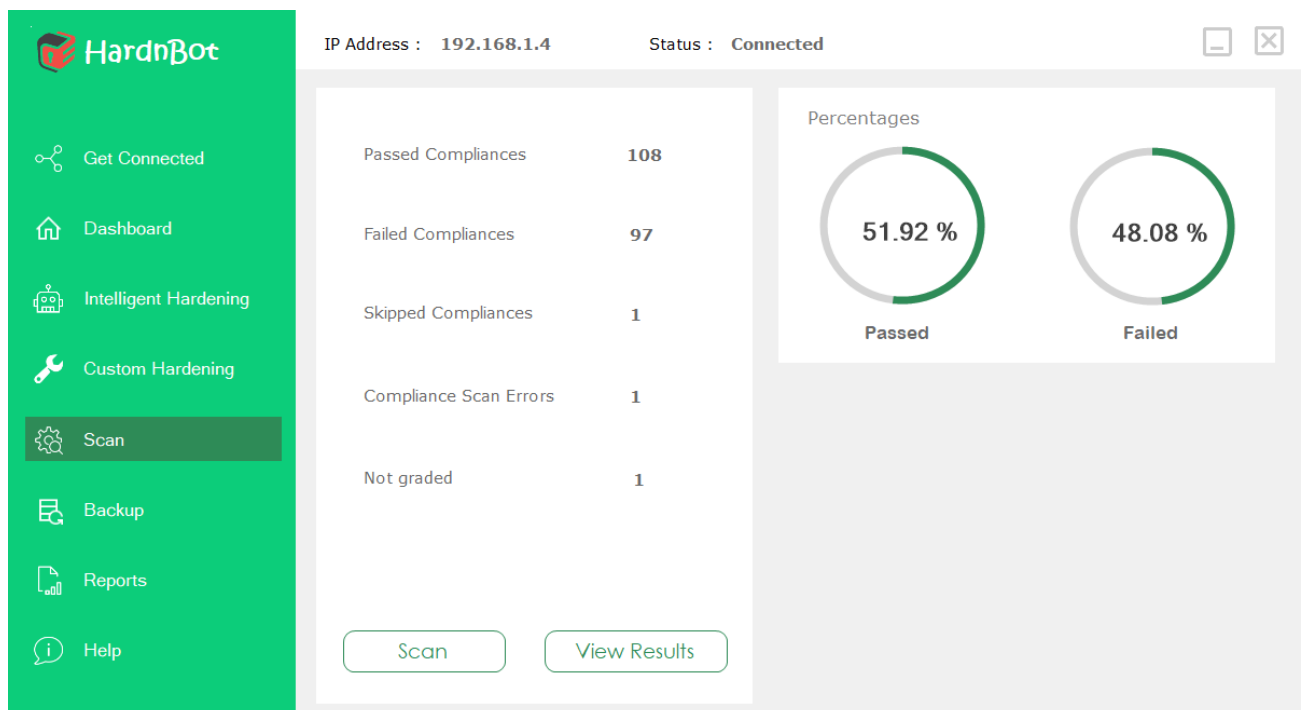 HardnBot
IP Address : 192.168.1.4 Status : Connected
Get Connected
Dashboard
Intelligent Hardening
Custom Hardening
Scan
Backup
Reports
Help
Passed Compliances 108
Failed Compliances 97
Skipped Compliances 1
Compliance Scan Errors 1
Not graded 1
Scan View Results
Percentages
51.92 % 48.08 %
Passed Failed